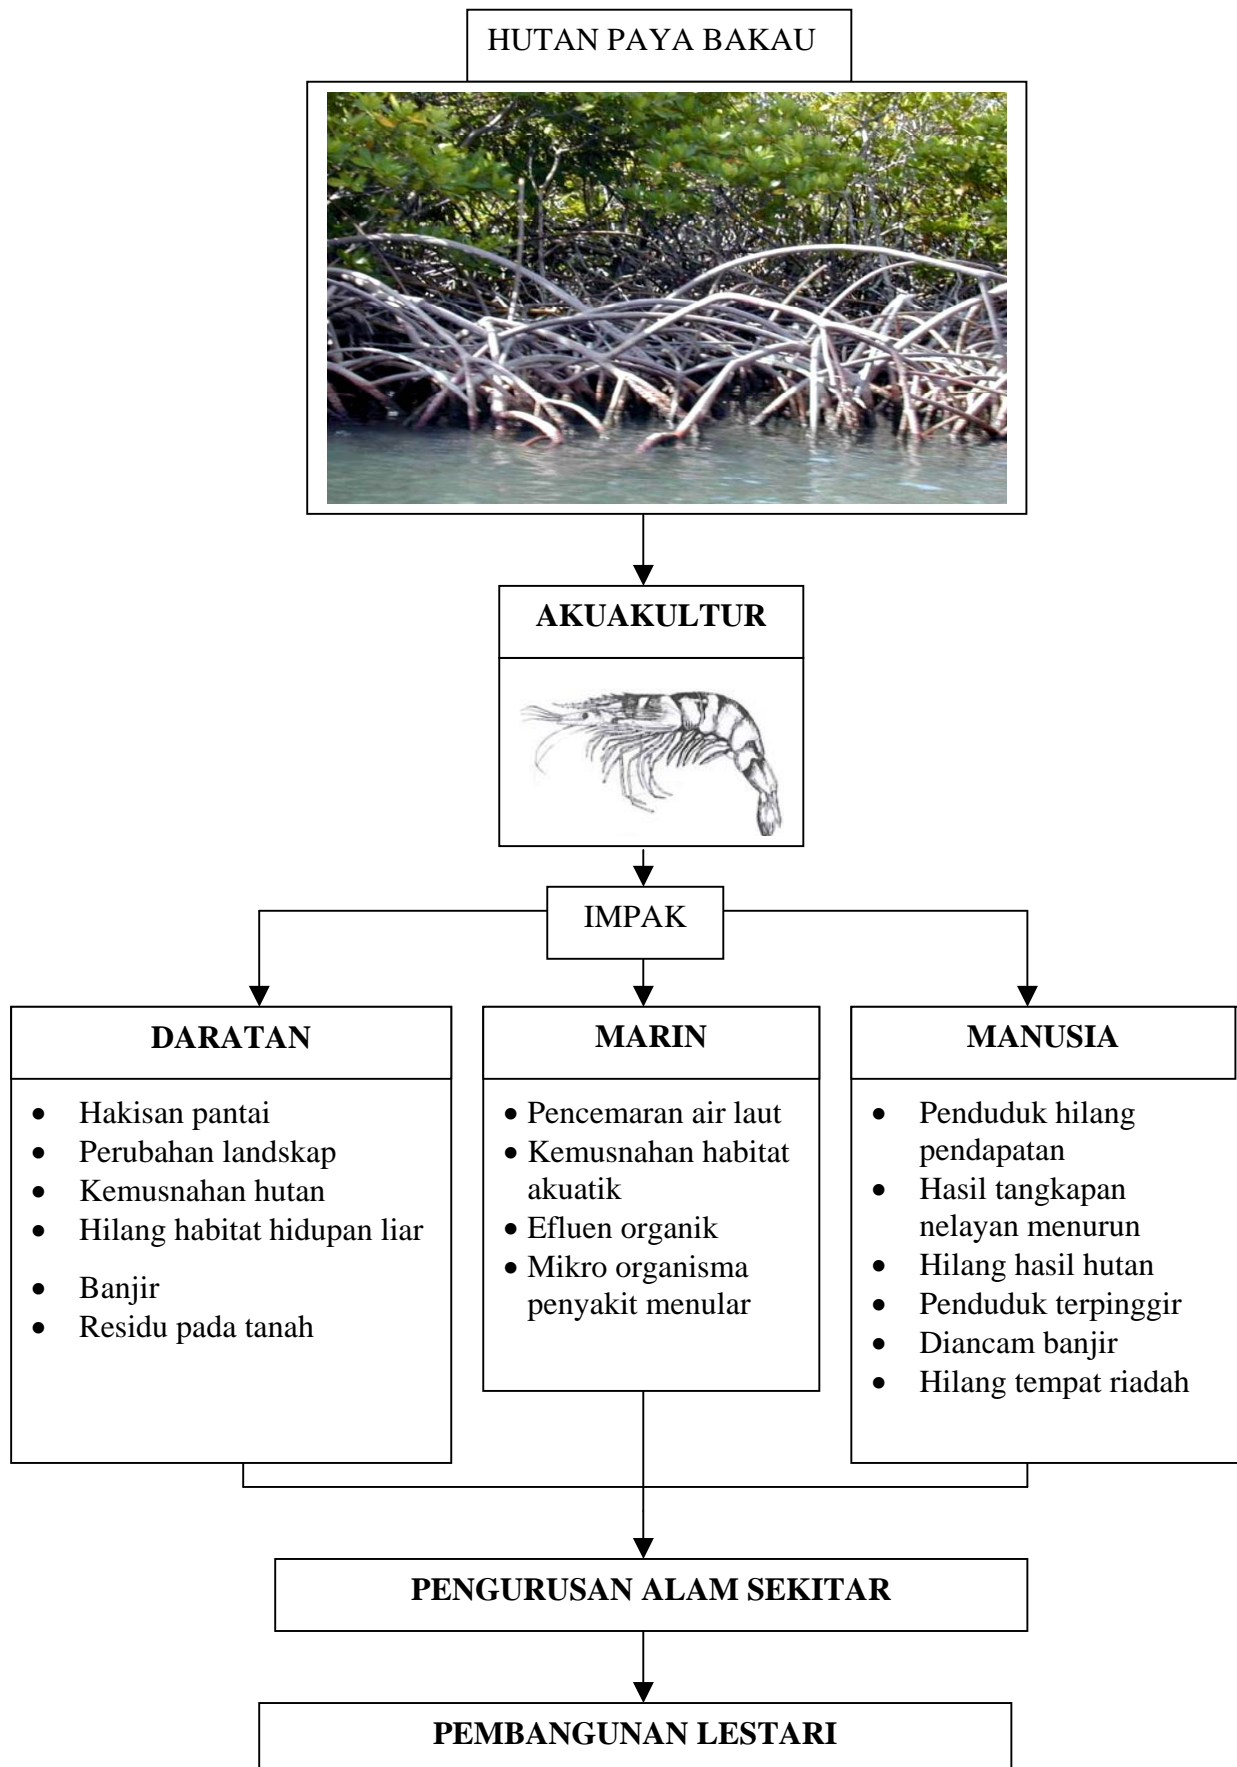 HUTAN PAYA BAKAU
AKUAKULTUR
IMPAK
DARATAN
• Hakisan pantai
• Perubahan landskap
• Kemusnahan hutan
• Hilang habitat hidupan liar
• Banjir
• Residu pada tanah
MARIN
• Pencemaran air laut
• Kemusnahan habitat
akuatik
• Efluen organik
• Mikro organisma
penyakit menular
MANUSIA
• Penduduk hilang
pendapatan
• Hasil tangkapan
nelayan menurun
• Hilang hasil hutan
• Penduduk terpinggir
• Diancam banjir
• Hilang tempat riadah
PENGURUSAN ALAM SEKITAR
PEMBANGUNAN LESTARI